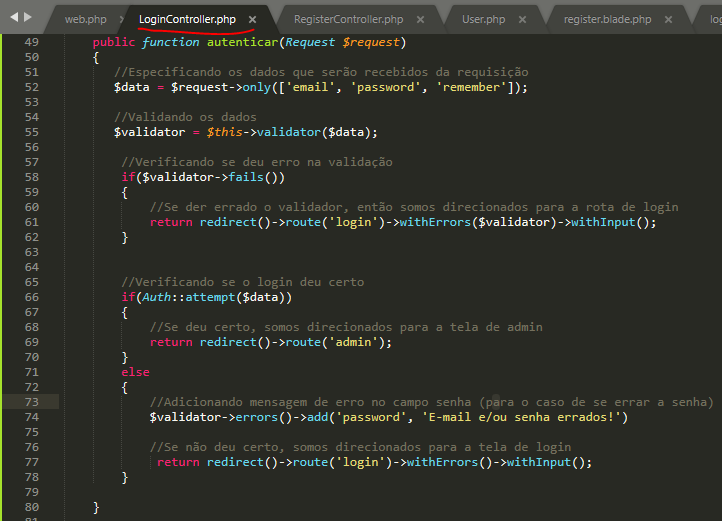 web.php
LoginController.php
RegisterController.php
User.php
register.blade.php
49 public function autenticar(Request $request)
50 {
51 //Especificando os dados que serão recebidos da requisição
52 $data = $request->only(['email', 'password', 'remember']);
53
54 //Validando os dados
55 $validator = $this->validator($data);
56
57 //Verificando se deu erro na validação
58 if($validator->fails())
59 {
60 //Se der errado o validador, então somos direcionados para a rota de login
61 return redirect()->route('login')->withErrors($validator)->withInput();
62 }
63
64
65 //Verificando se o login deu certo
66 if(Auth::attempt($data))
67 {
68 //Se deu certo, somos direcionados para a tela de admin
69 return redirect()->route('admin');
70 }
71 else
72 {
73 //Adicionando mensagem de erro no campo senha (para o caso de se errar a senha)
74 $validator->errors()->add('password', 'E-mail e/ou senha errados!')
75
76 //Se não deu certo, somos direcionados para a tela de login
77 return redirect()->route('login')->withErrors()->withInput();
78 }
79
80 }